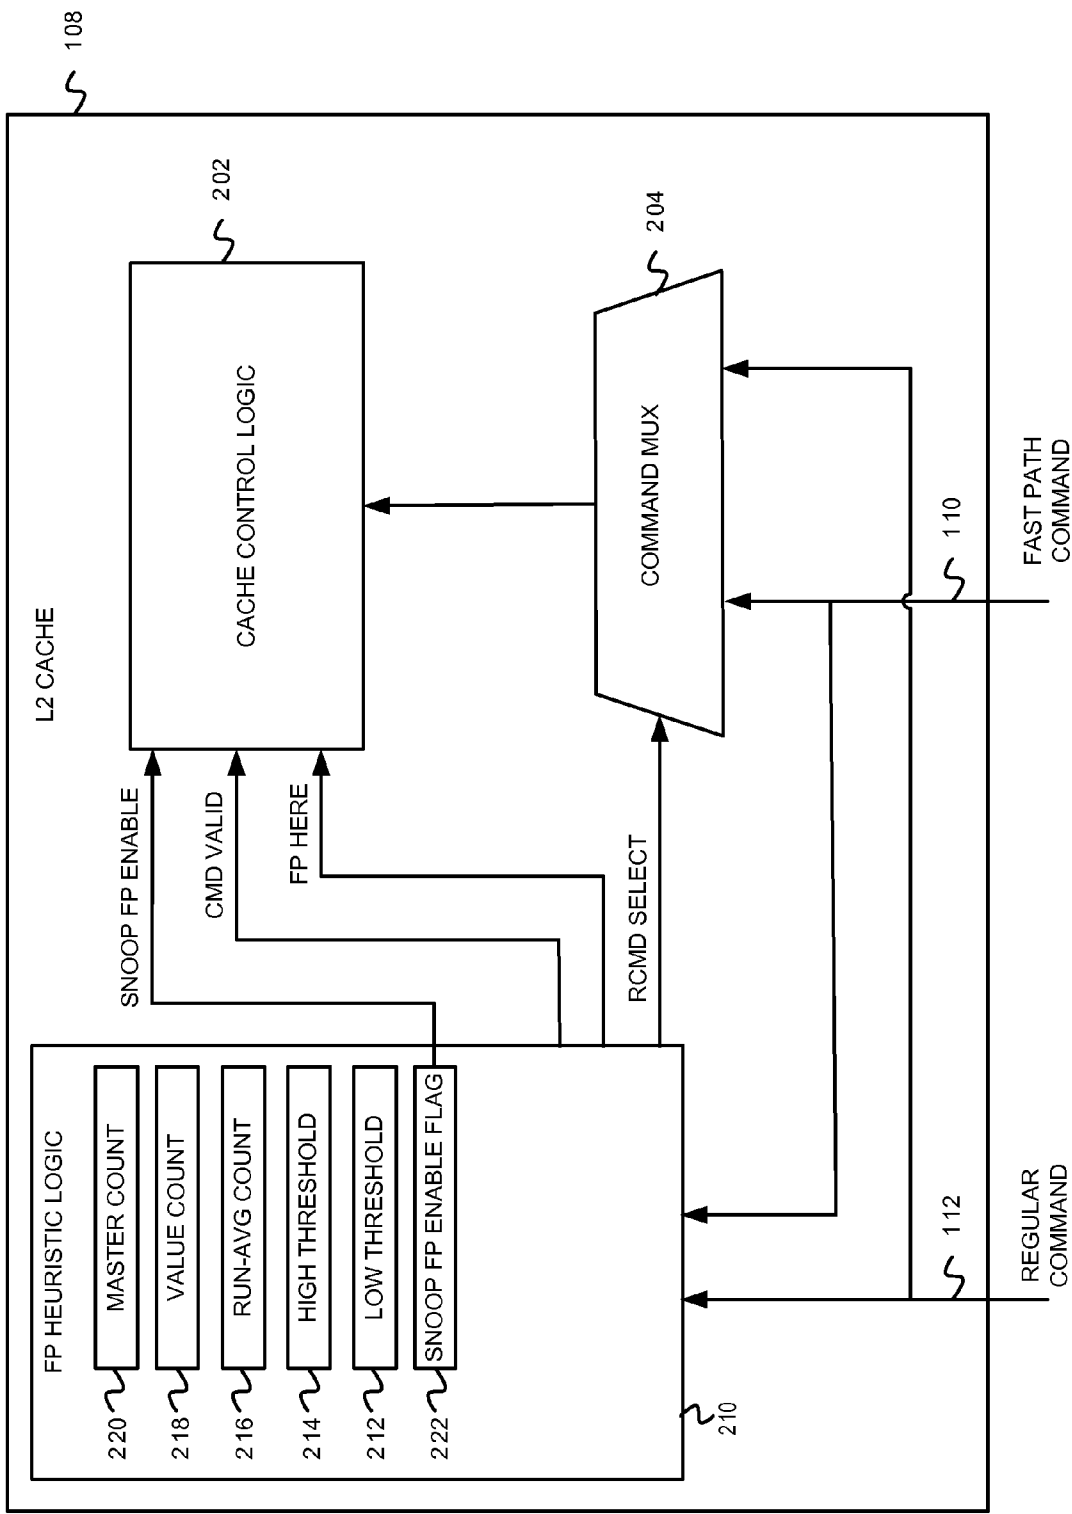 108
L2 CACHE
FP HEURISTIC LOGIC
MASTER COUNT
220
VALUE COUNT
218
RUN-AVG COUNT
216
HIGH THRESHOLD
214
LOW THRESHOLD
212
SNOOP FP ENABLE FLAG
222
210
SNOOP FP ENABLE
CMD VALID
FP HERE
RCMD SELECT
CACHE CONTROL LOGIC
202
COMMAND MUX
204
112
REGULAR
COMMAND
110
FAST PATH
COMMAND